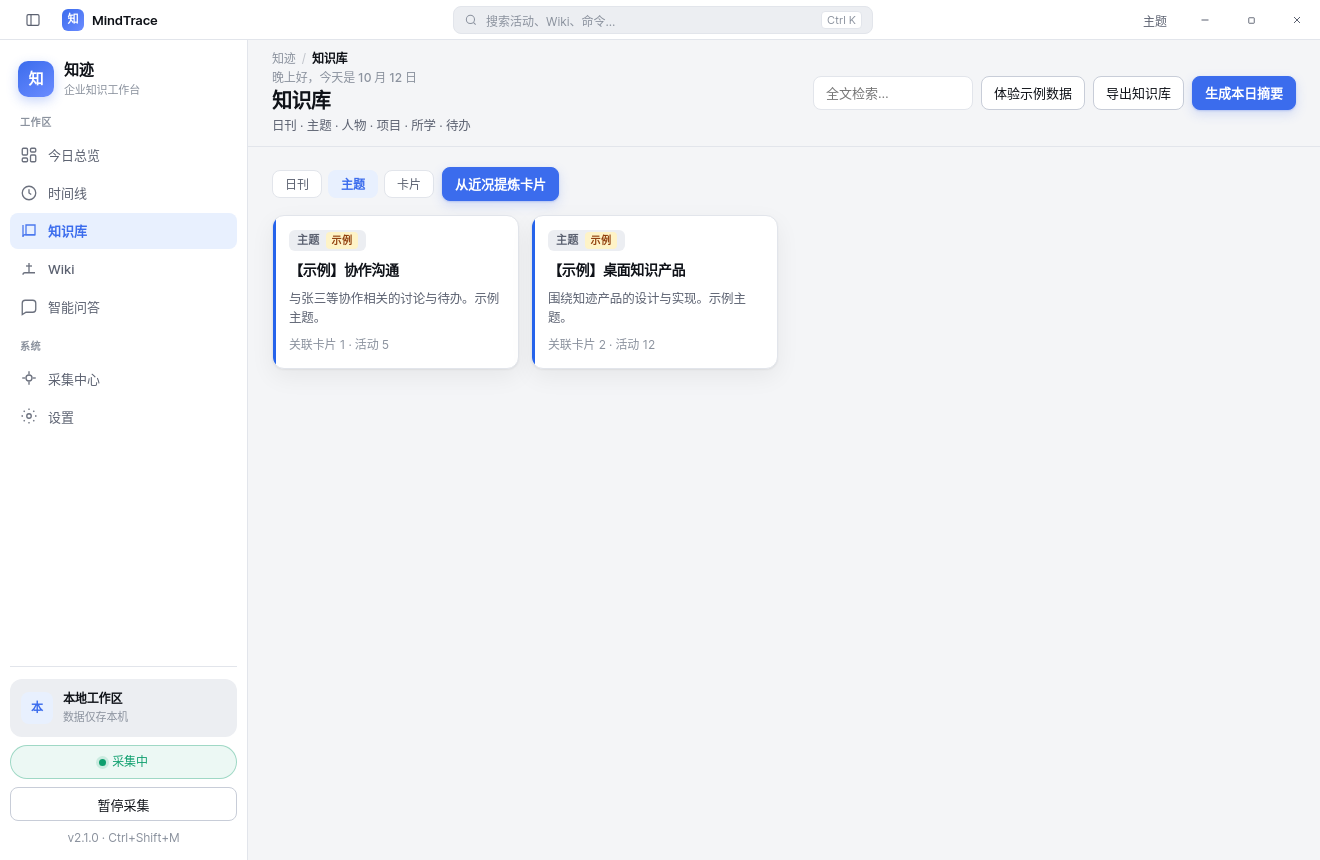 知 MindTrace
搜索活动、Wiki、命令... Ctrl K
主题
知 知迹
企业知识工作台
工作区
今日总览
时间线
知识库
Wiki
智能问答
系统
采集中心
设置
本 本地工作区
数据仅存本机
采集中
暂停采集
v2.1.0 · Ctrl+Shift+M
知迹 / 知识库
晚上好，今天是 10 月 12 日
知识库
日刊 · 主题 · 人物 · 项目 · 所学 · 待办
全文检索... 体验示例数据 导出知识库 生成本日摘要
日刊 主题 卡片 从近况提炼卡片
主题 示例
【示例】协作沟通
与张三等协作相关的讨论与待办。示例
主题。
关联卡片 1 · 活动 5
主题 示例
【示例】桌面知识产品
围绕知迹产品的设计与实现。示例主
题。
关联卡片 2 · 活动 12